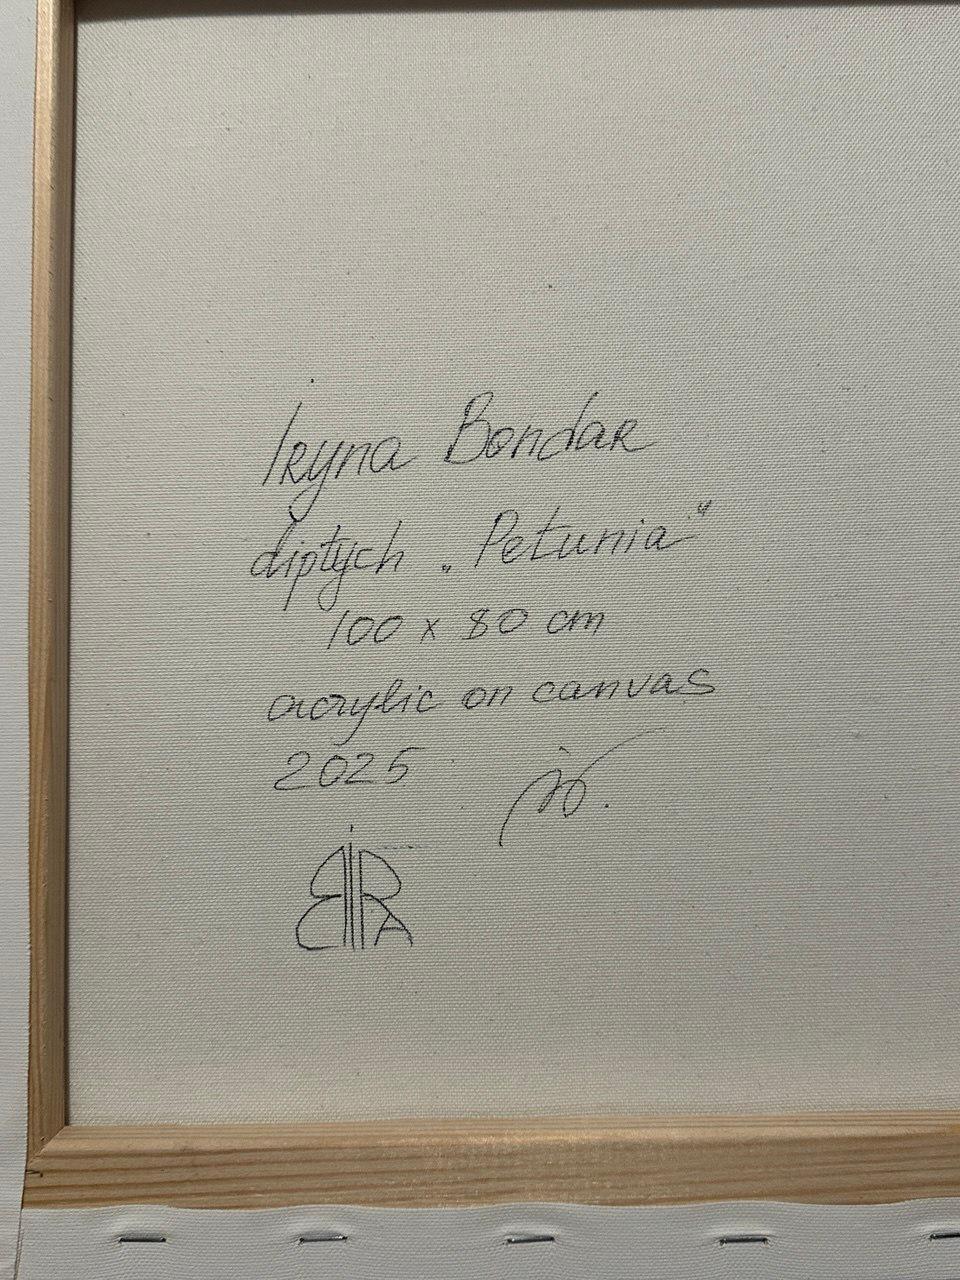 Iryna Bondar
diptych „Petunia“
100 x 80 cm
acrylic on canvas
2025